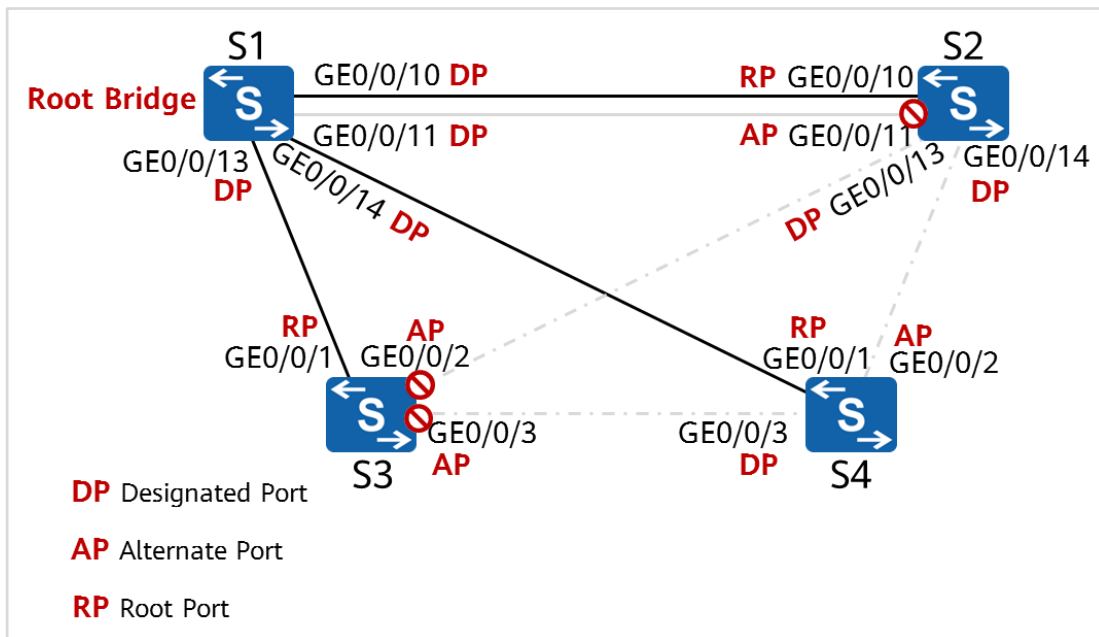 S1
S2
Root Bridge
GE0/0/10 DP
RP GE0/0/10
GE0/0/11 DP
AP GE0/0/11
GE0/0/13
DP
GE0/0/14 DP
DP GE0/0/13
GE0/0/14
DP
RP
GE0/0/1
AP
GE0/0/2
RP
GE0/0/1
AP
GE0/0/2
S
S
S
S
GE0/0/3
AP
GE0/0/3
DP
S3
S4
DP Designated Port
AP Alternate Port
RP Root Port